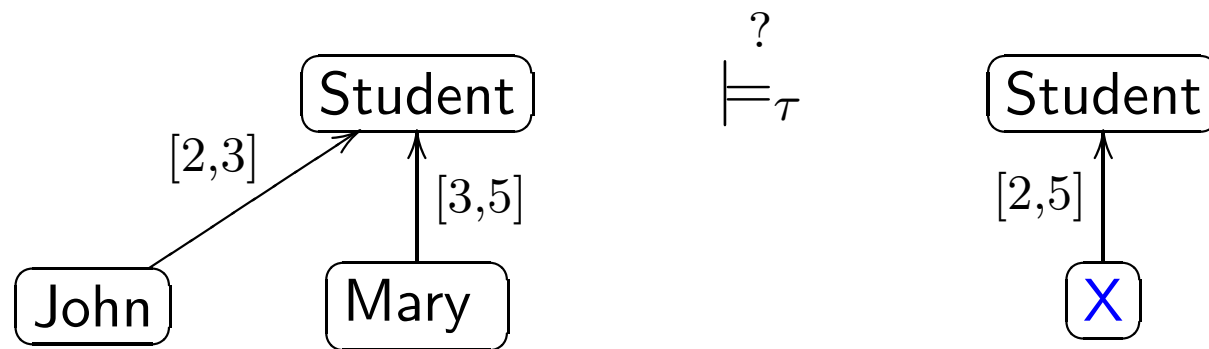 ?
Student ⊨τ Student
[2,3] [3,5] [2,5]
John Mary X